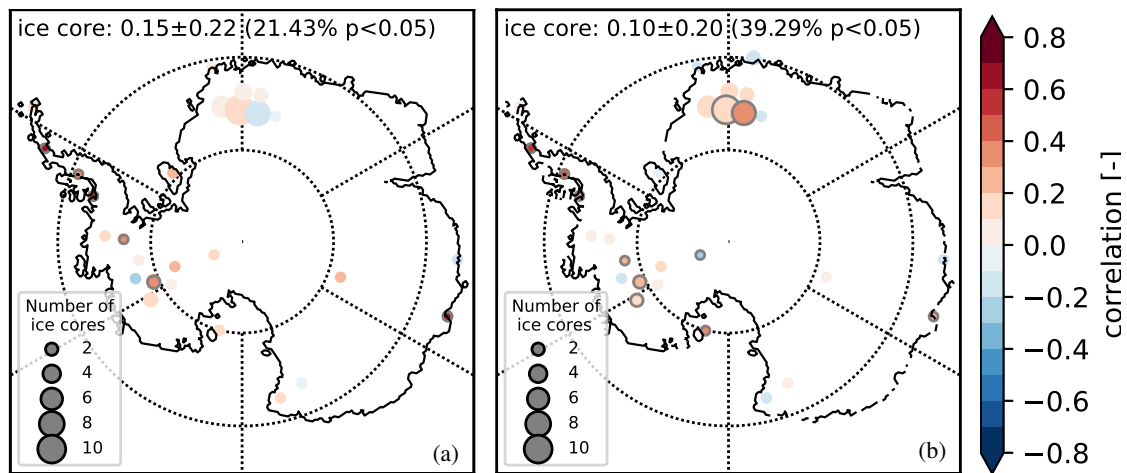 ice core: 0.15±0.22 (21.43% p<0.05)
Number of
ice cores
2
4
6
8
10
(a)
ice core: 0.10±0.20 (39.29% p<0.05)
Number of
ice cores
2
4
6
8
10
(b)
0.8
0.6
0.4
0.2
0.0
−0.2
−0.4
−0.6
−0.8
correlation [-]